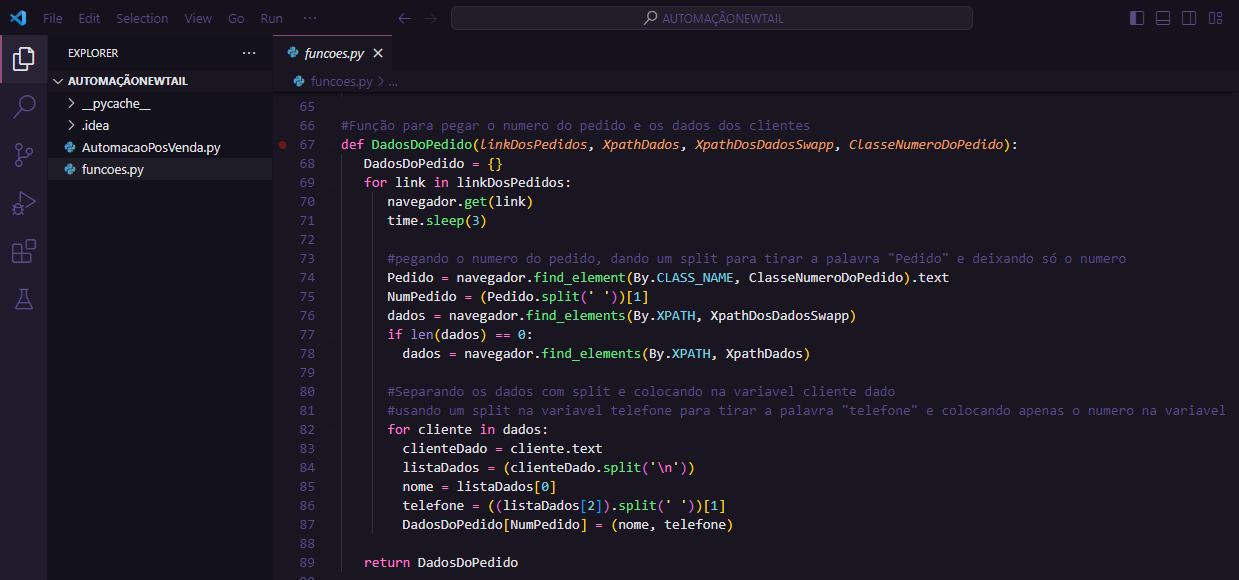 File Edit Selection View Go Run ··· ← → AUTOMAÇÃONEWTAIL
EXPLORER ···
AUTOMAÇÃONEWTAIL
__pycache__
.idea
AutomacaoPosVenda.py
funcoes.py
funcoes.py ×
funcoes.py > ...
65
66 #Função para pegar o numero do pedido e os dados dos clientes
67 def DadosDoPedido(linkDosPedidos, XpathDados, XpathDosDadosSwapp, ClasseNumeroDoPedido):
68 DadosDoPedido = {}
69 for link in linkDosPedidos:
70 navegador.get(link)
71 time.sleep(3)
72
73 #pegando o numero do pedido, dando um split para tirar a palavra "Pedido" e deixando só o numero
74 Pedido = navegador.find_element(By.CLASS_NAME, ClasseNumeroDoPedido).text
75 NumPedido = (Pedido.split(' '))[1]
76 dados = navegador.find_elements(By.XPATH, XpathDosDadosSwapp)
77 if len(dados) == 0:
78 dados = navegador.find_elements(By.XPATH, XpathDados)
79
80 #Separando os dados com split e colocando na variavel cliente dado
81 #usando um split na variavel telefone para tirar a palavra "telefone" e colocando apenas o numero na variavel
82 for cliente in dados:
83 clienteDado = cliente.text
84 listaDados = (clienteDado.split('\n'))
85 nome = listaDados[0]
86 telefone = ((listaDados[2]).split(' '))[1]
87 DadosDoPedido[NumPedido] = (nome, telefone)
88
89 return DadosDoPedido